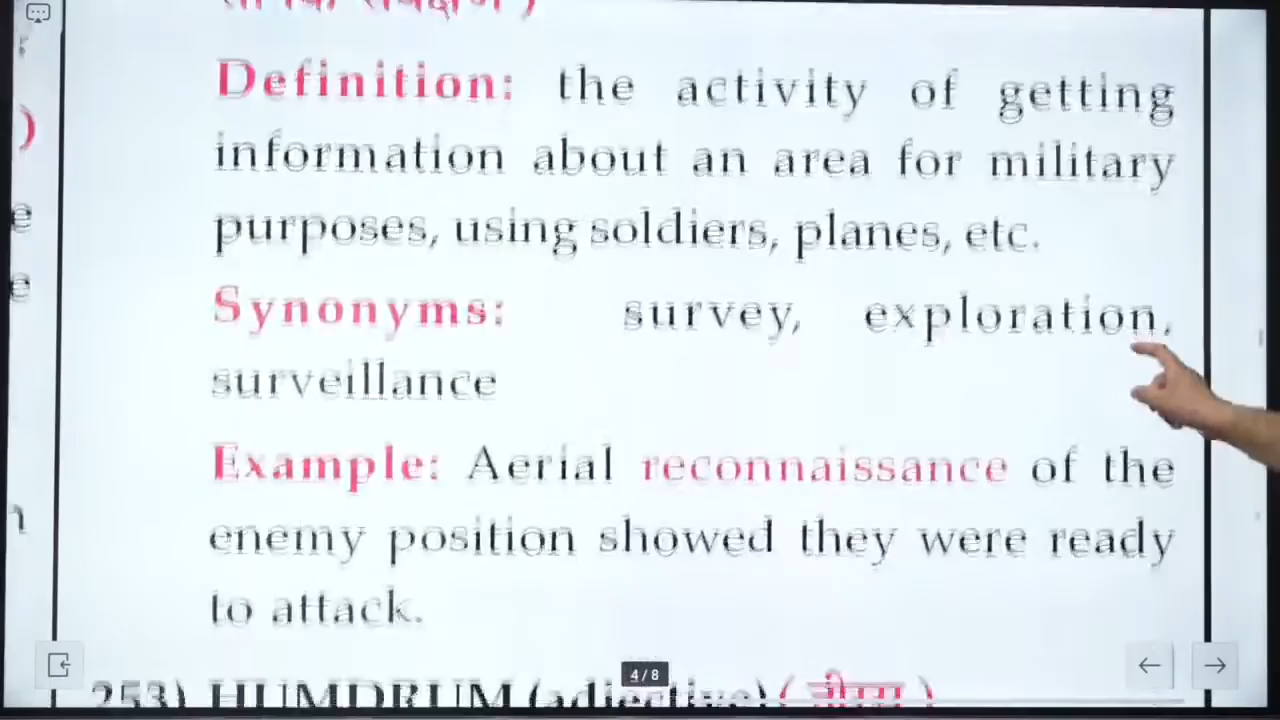 Definition: the activity of getting
information about an area for military
purposes, using soldiers, planes, etc.
Synonyms: survey, exploration,
surveillance
Example: Aerial reconnaissance of the
enemy position showed they were ready
to attack.
4/8
253) HUMDRUM (adjective) ( नीरस )